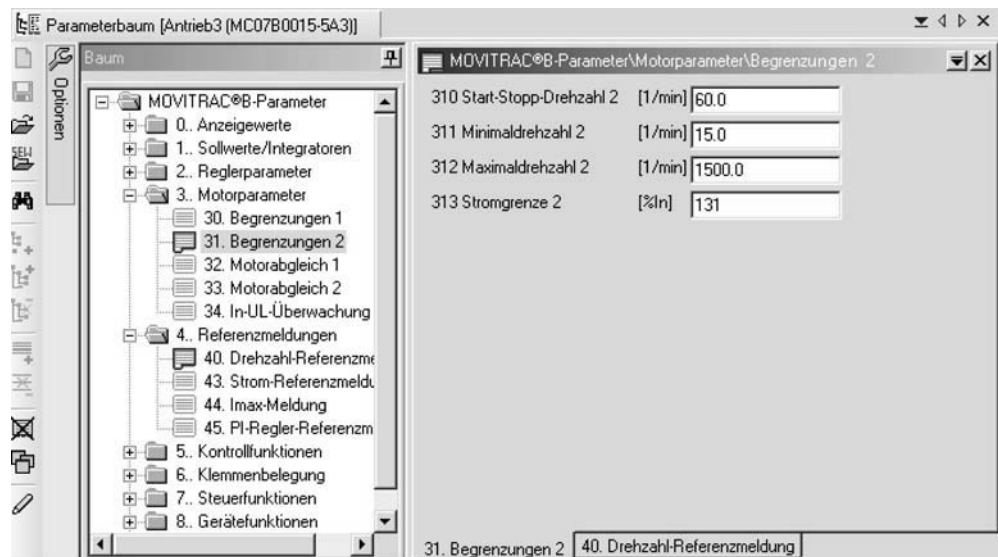 Parameterbaum [Antrieb3 (MC07B0015-5A3)]
Optionen
SEW
Baum
MOVITRAC®B-Parameter
0.. Anzeigewerte
1.. Sollwerte/Integratoren
2.. Reglerparameter
3.. Motorparameter
30. Begrenzungen 1
31. Begrenzungen 2
32. Motorabgleich 1
33. Motorabgleich 2
34. In-UL-Überwachung
4.. Referenzmeldungen
40. Drehzahl-Referenzme
43. Strom-Referenzmeldu
44. Imax-Meldung
45. PI-Regler-Referenzm
5.. Kontrollfunktionen
6.. Klemmenbelegung
7.. Steuerfunktionen
8.. Gerätefunktionen
MOVITRAC®B-Parameter\Motorparameter\Begrenzungen 2
310 Start-Stopp-Drehzahl 2 [1/min] 60.0
311 Minimaldrehzahl 2 [1/min] 15.0
312 Maximaldrehzahl 2 [1/min] 1500.0
313 Stromgrenze 2 [%In] 131
31. Begrenzungen 2 40. Drehzahl-Referenzmeldung